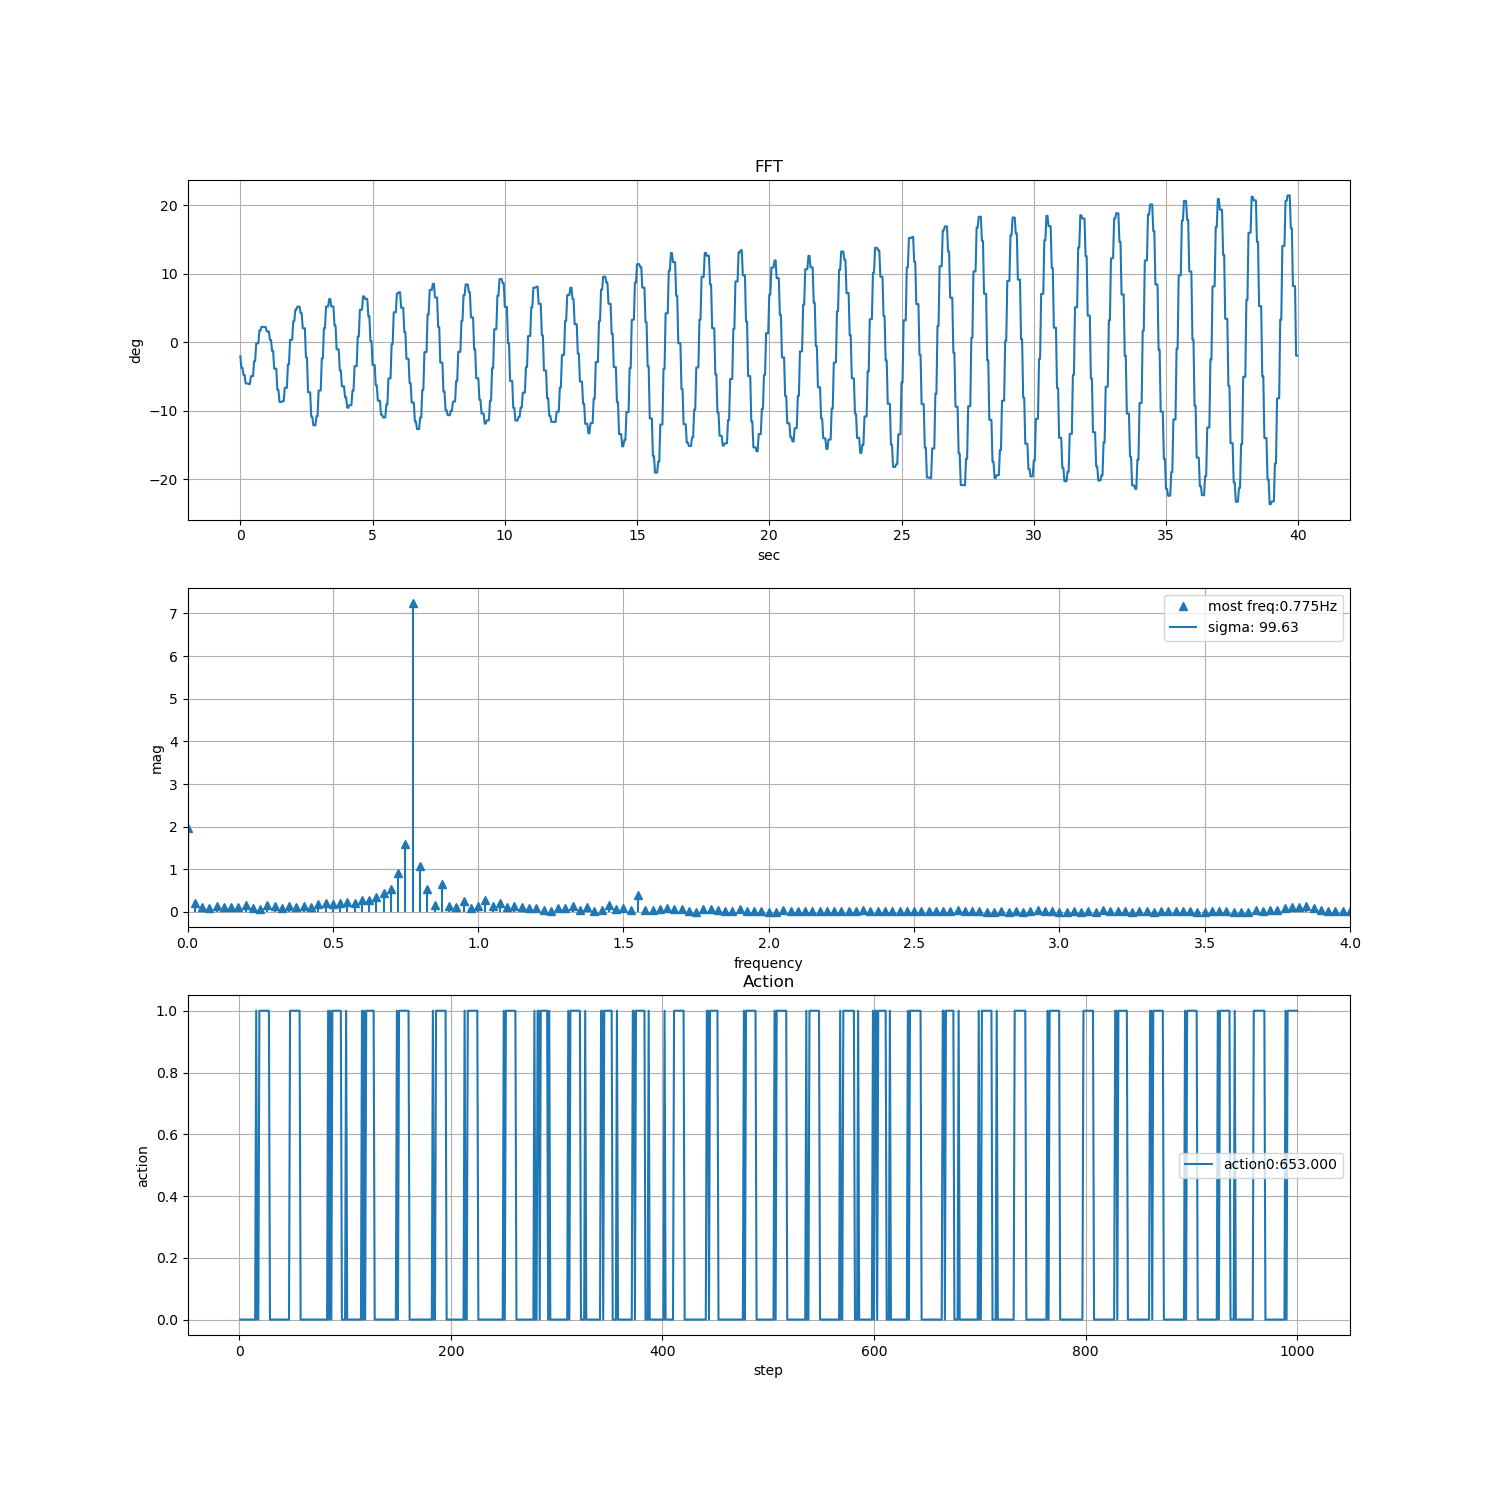 FFT
20
10
0
−10
−20
deg
0 5 10 15 20 25 30 35 40
sec
most freq:0.775Hz
sigma: 99.63
7
6
5
4
3
2
1
0
mag
0.0 0.5 1.0 1.5 2.0 2.5 3.0 3.5 4.0
frequency
Action
1.0
0.8
0.6
0.4
0.2
0.0
action
action0:653.000
0 200 400 600 800 1000
step